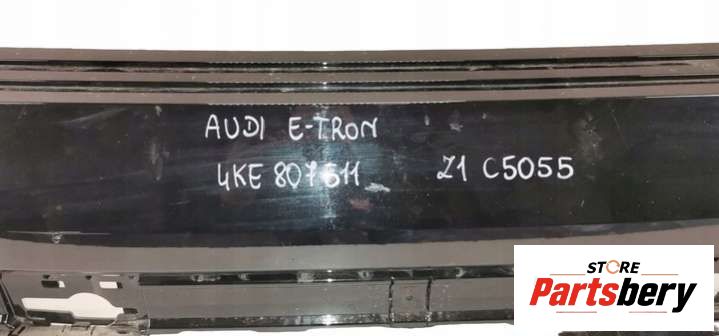 AUDI E-TRON
4KE 807 511 Z1 C5055
STORE
Partsbery